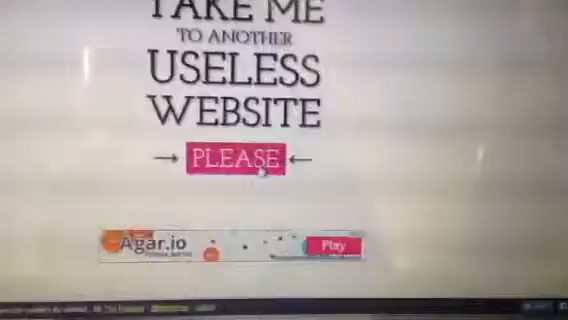 TAKE ME
TO ANOTHER
USELESS
WEBSITE
→ PLEASE ←
Agar.io
Play